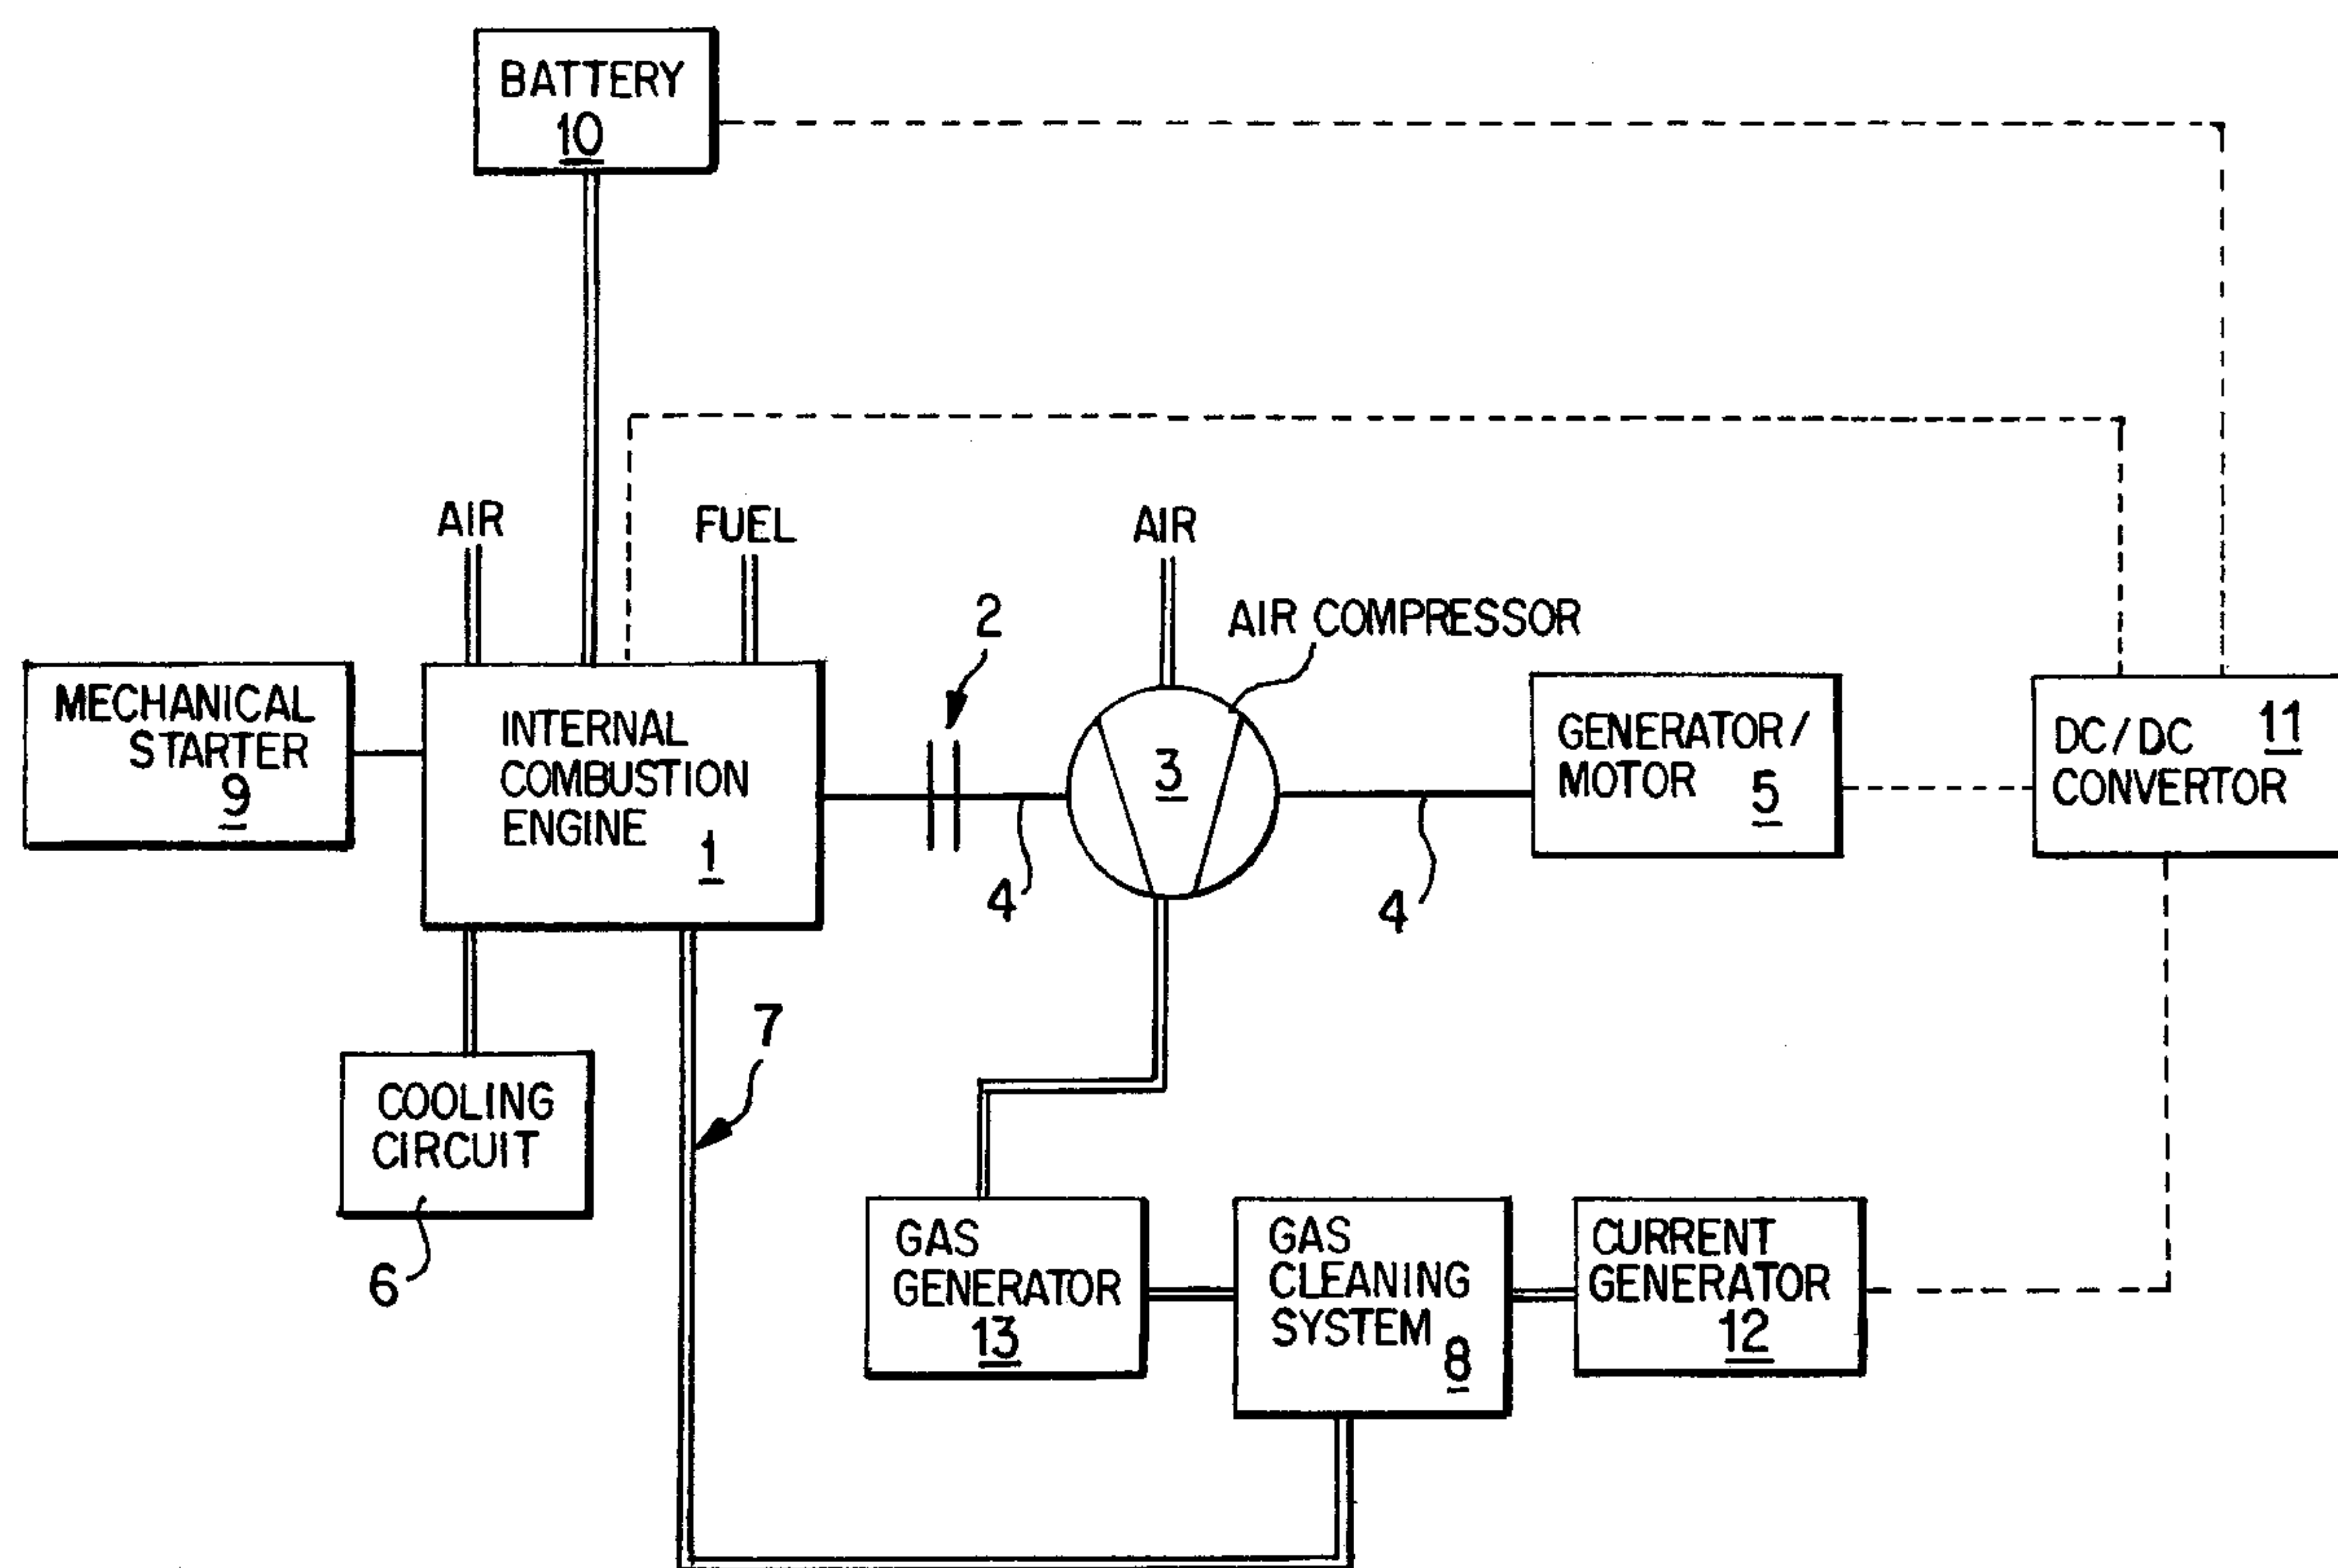 BATTERY
10
AIR
FUEL
AIR
2
AIR COMPRESSOR
MECHANICAL
STARTER
9
INTERNAL
COMBUSTION
ENGINE
1
4
3
4
GENERATOR/
MOTOR 5
DC/DC 11
CONVERTOR
7
COOLING
CIRCUIT
6
GAS
GENERATOR
13
GAS
CLEANING
SYSTEM
8
CURRENT
GENERATOR
12